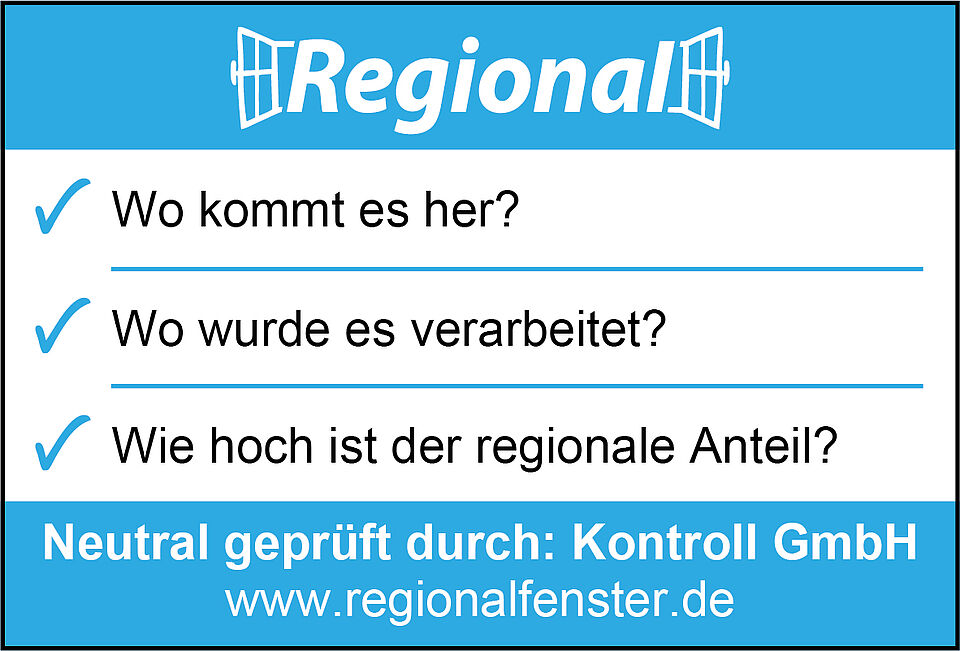 Regional
Wo kommt es her?
Wo wurde es verarbeitet?
Wie hoch ist der regionale Anteil?
Neutral geprüft durch: Kontroll GmbH
www.regionalfenster.de